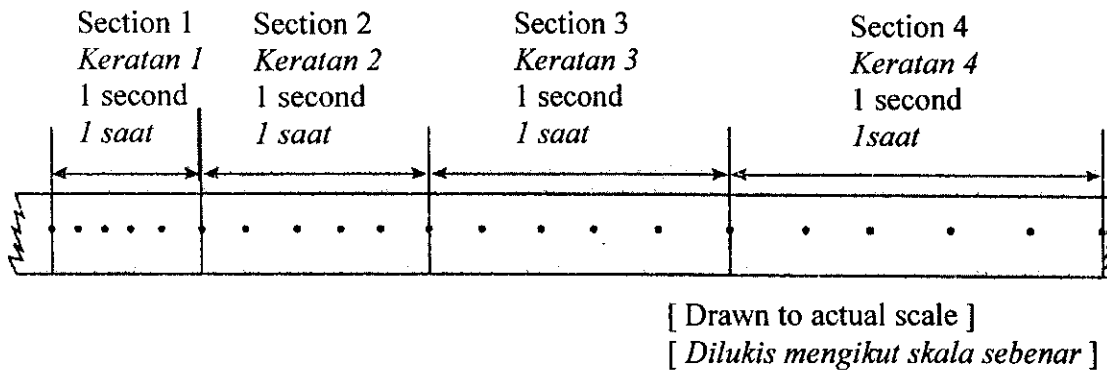 Section 1
Keratan 1
1 second
1 saat
Section 2
Keratan 2
1 second
1 saat
Section 3
Keratan 3
1 second
1 saat
Section 4
Keratan 4
1 second
1saat
[ Drawn to actual scale ]
[ Dilukis mengikut skala sebenar ]